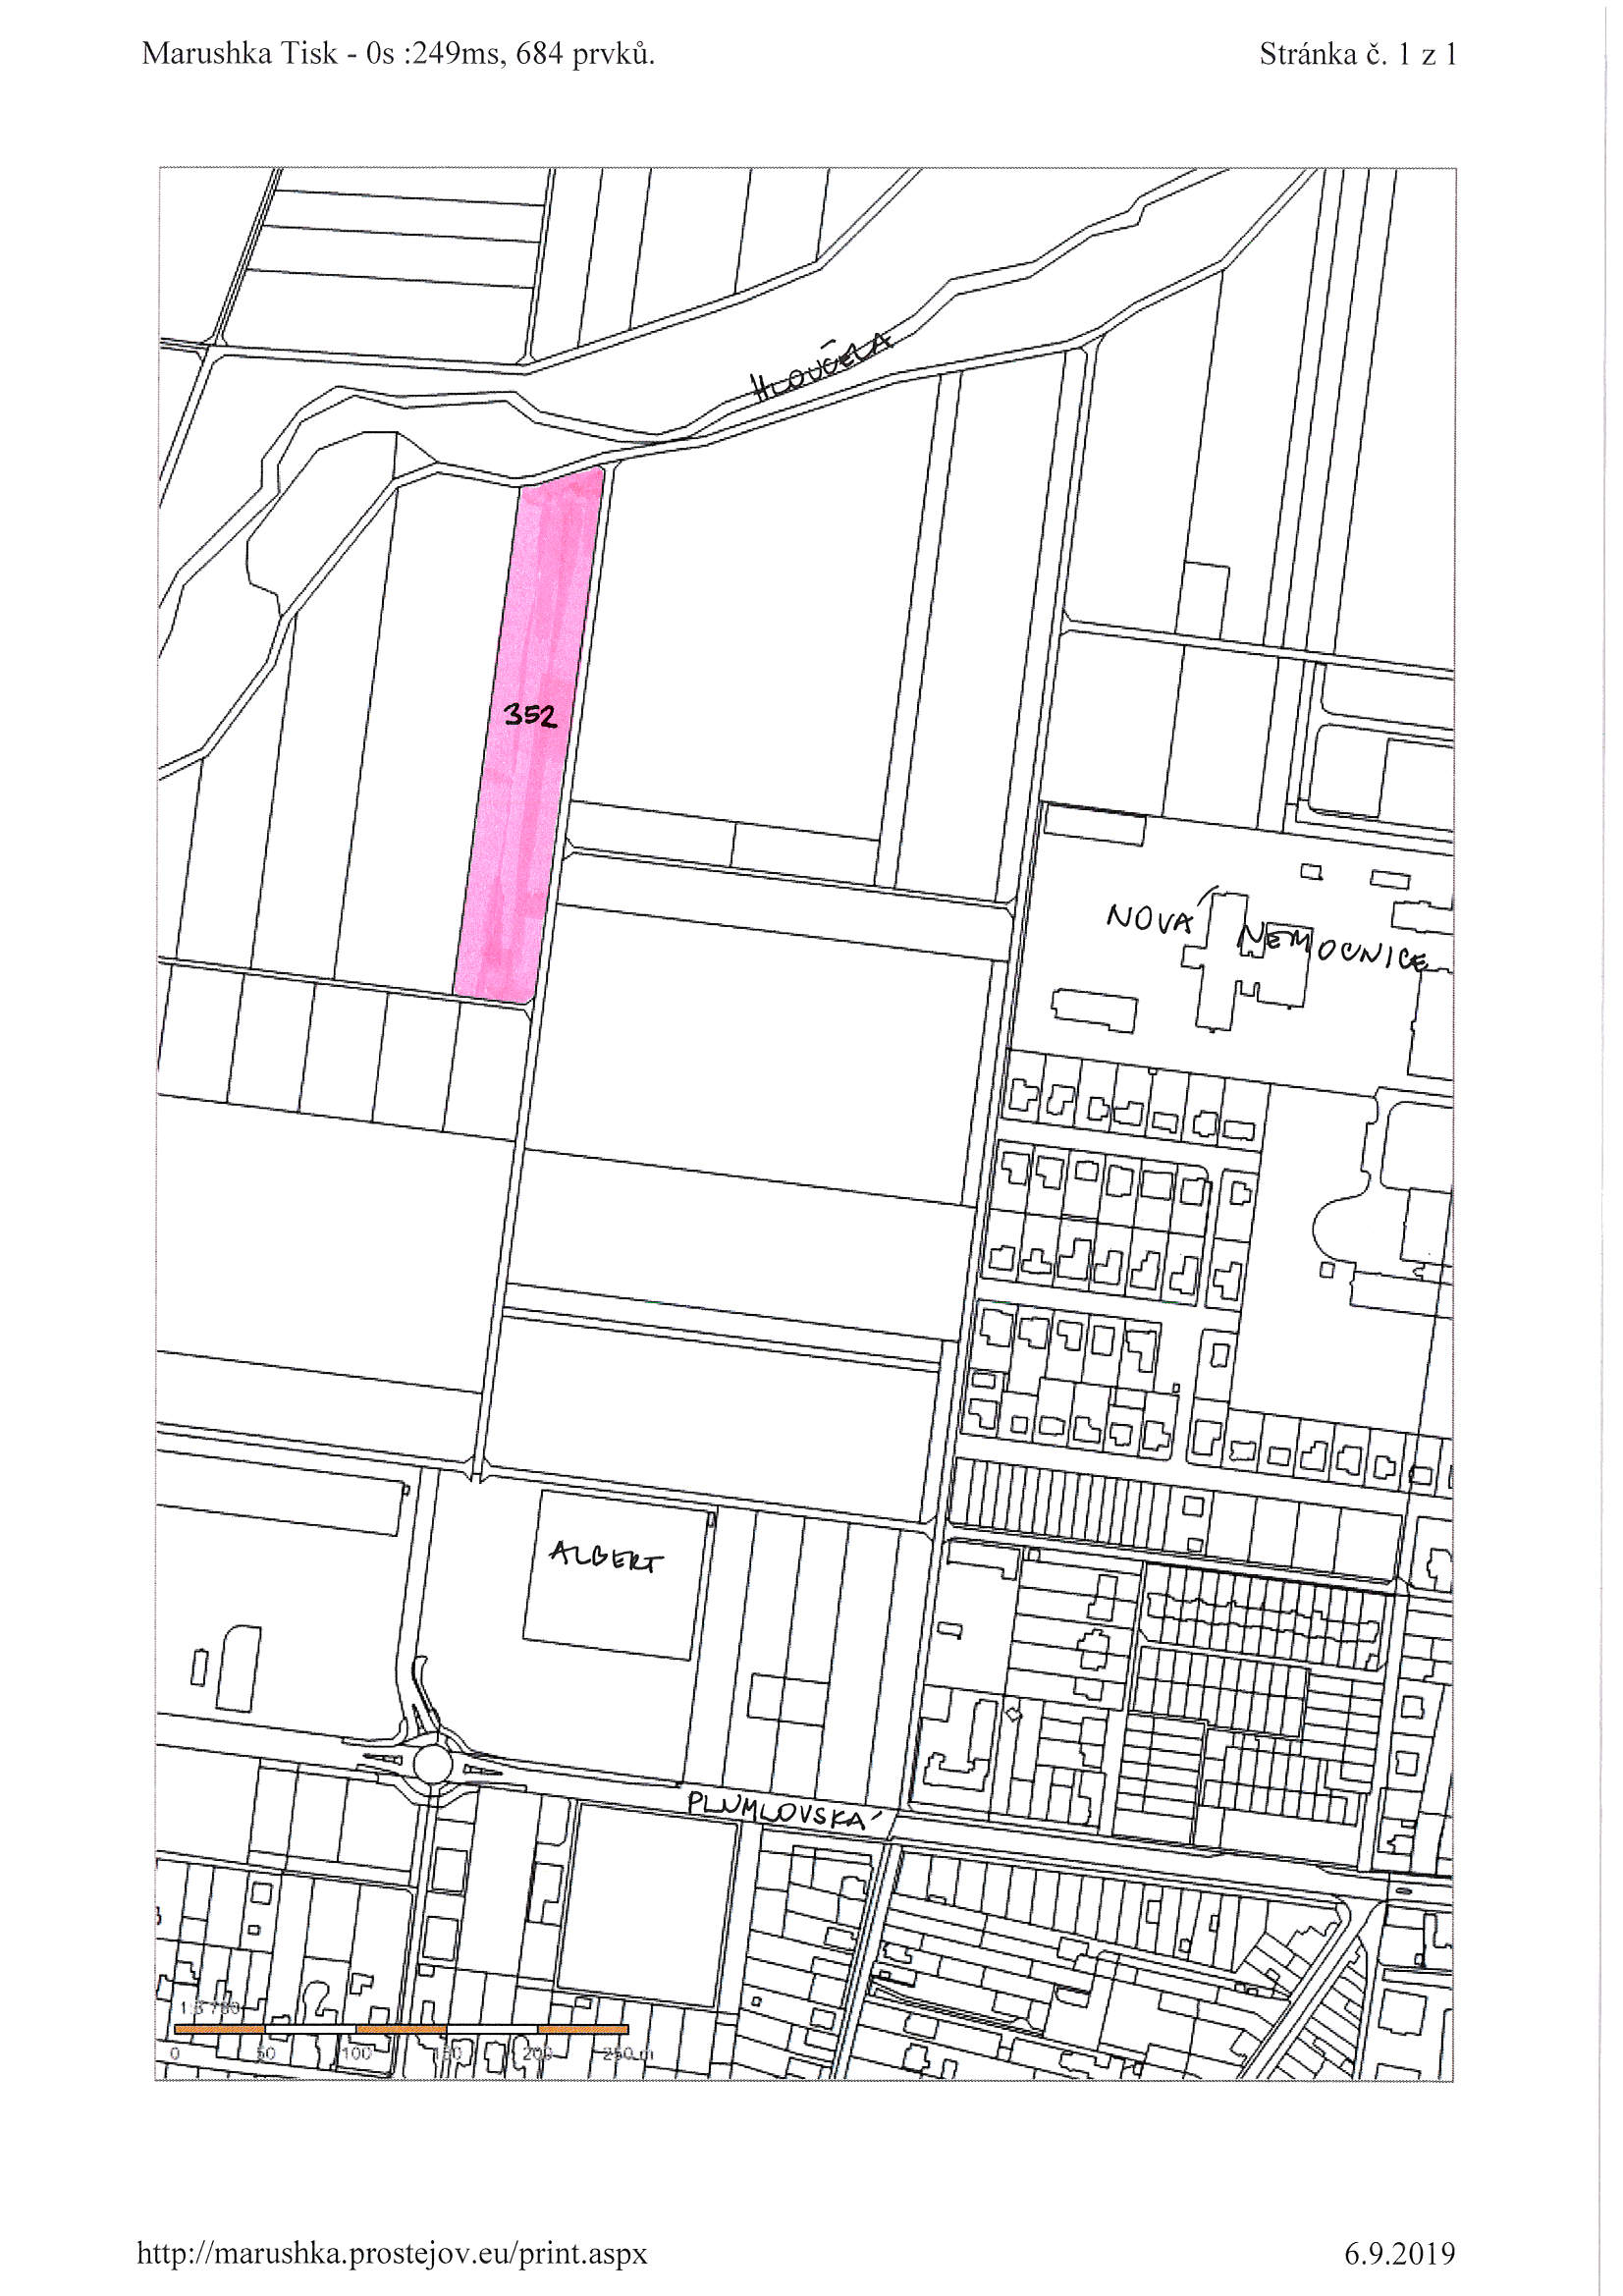 Marushka Tisk - 0s :249ms, 684 prvků.
Stránka č. 1 z 1
HLOUČELA
352
NOVÁ NEMOCNICE
ALBERT
PLUMLOVSKÁ
0 50 100 150 200 250 m
http://marushka.prostejov.eu/print.aspx
6.9.2019